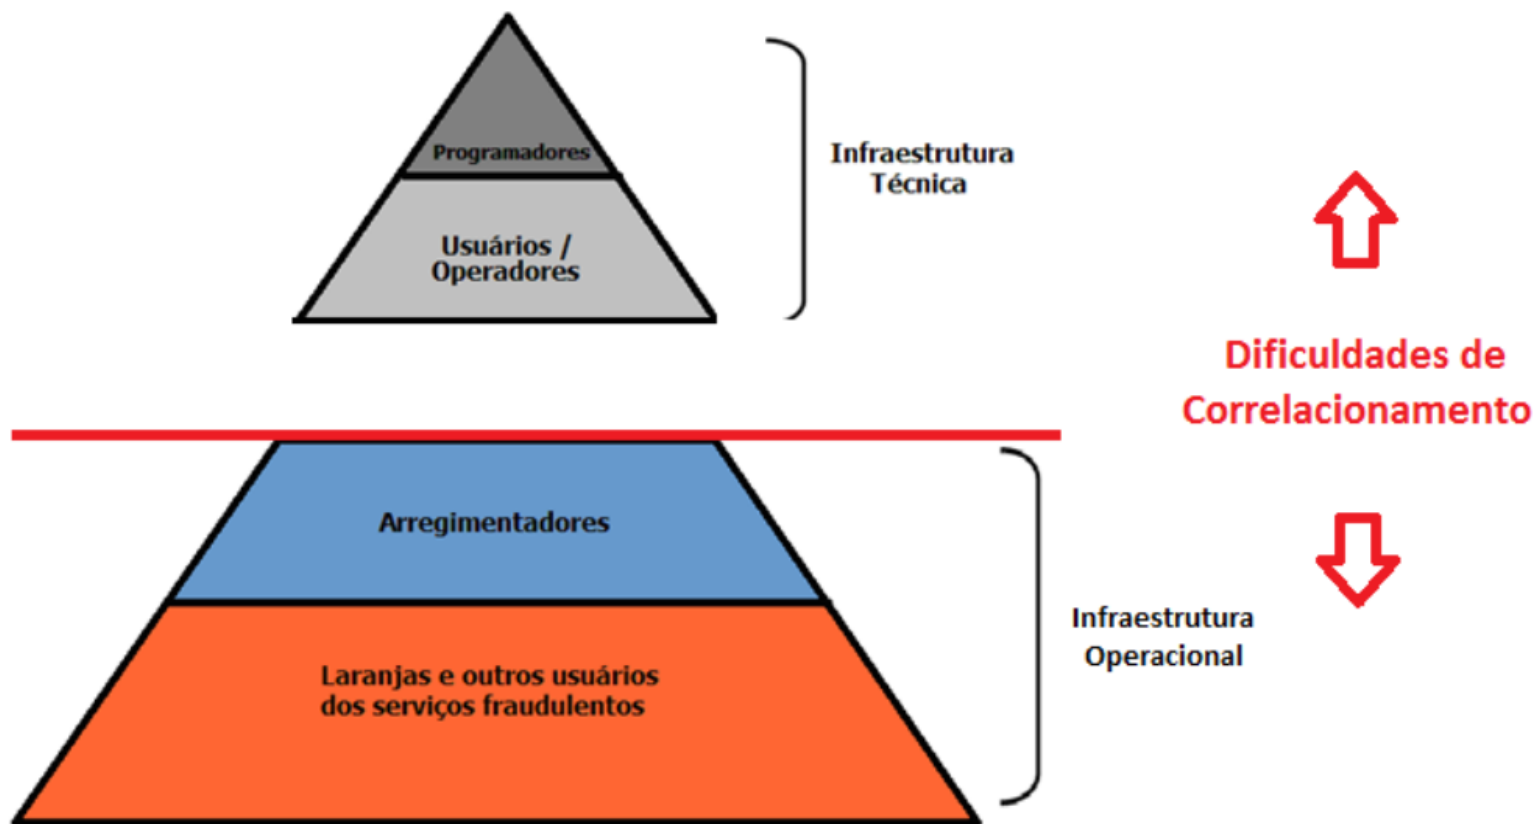 Programadores
Usuários /
Operadores
Infraestrutura
Técnica
Dificuldades de
Correlacionamento
Arregimentadores
Laranjas e outros usuários
dos serviços fraudulentos
Infraestrutura
Operacional